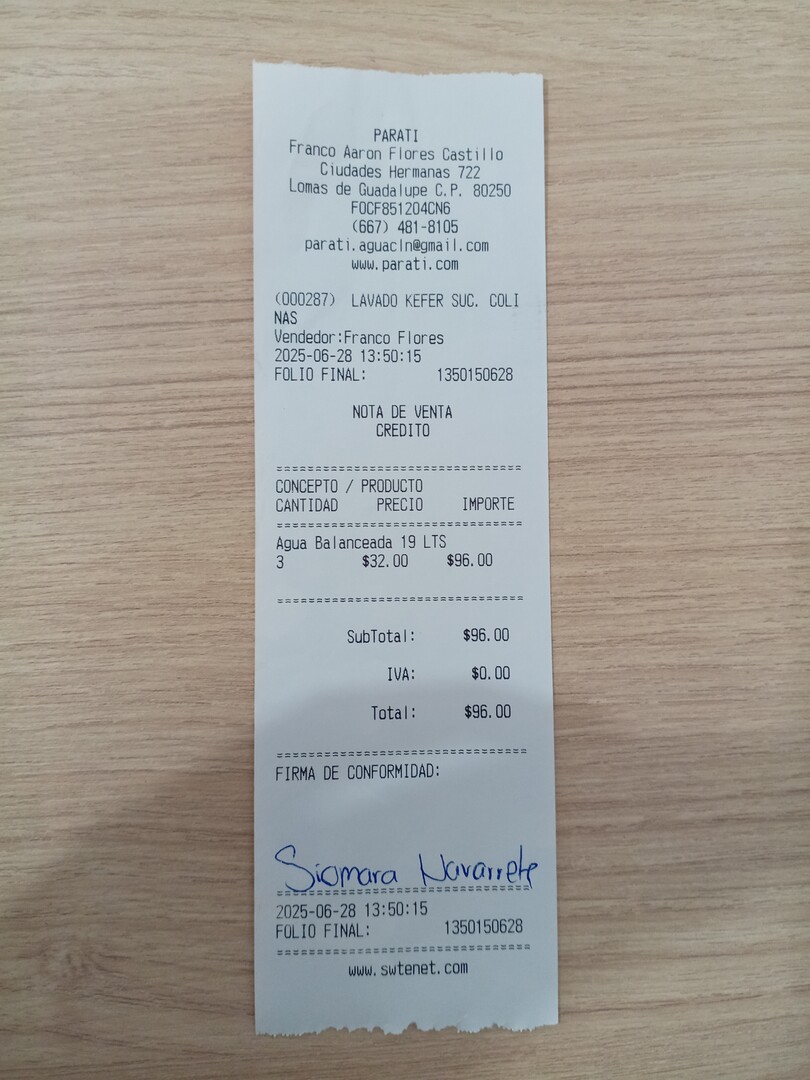 PARATI
Franco Aaron Flores Castillo
Ciudades Hermanas 722
Lomas de Guadalupe C.P. 80250
FOCF851204CN6
(667) 481-8105
parati.aguacln@gmail.com
www.parati.com
(000287) LAVADO KEFER SUC. COLI
NAS
Vendedor:Franco Flores
2025-06-28 13:50:15
FOLIO FINAL: 1350150628
NOTA DE VENTA
CREDITO
================================
CONCEPTO / PRODUCTO
CANTIDAD PRECIO IMPORTE
================================
Agua Balanceada 19 LTS
3 $32.00 $96.00
================================
SubTotal: $96.00
IVA: $0.00
Total: $96.00
================================
FIRMA DE CONFORMIDAD:
Siomara Navarrete
================================
2025-06-28 13:50:15
FOLIO FINAL: 1350150628
================================
www.swtenet.com